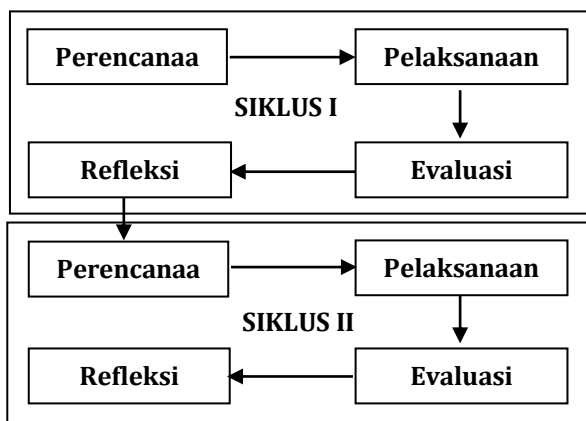 Perencanaa
Pelaksanaan
SIKLUS I
Refleksi
Evaluasi
Perencanaa
Pelaksanaan
SIKLUS II
Refleksi
Evaluasi